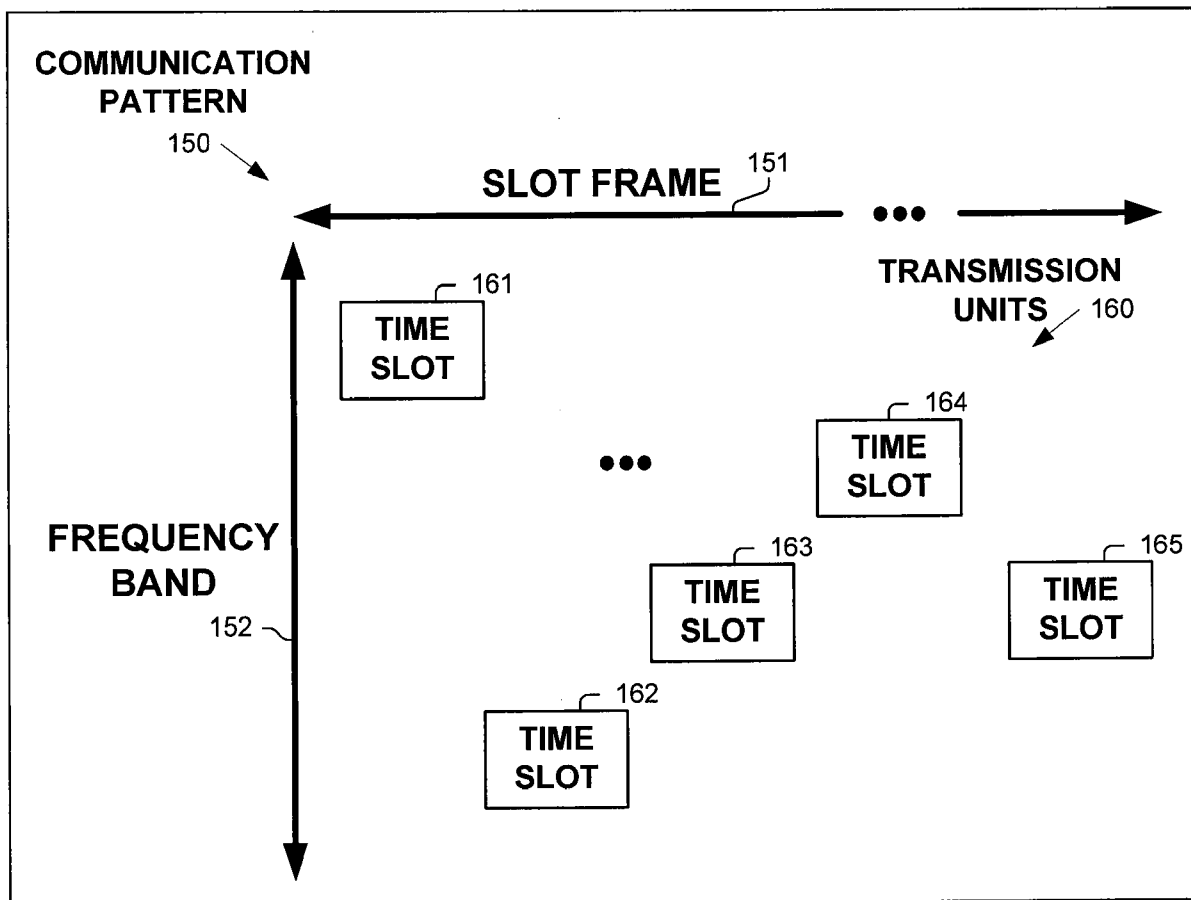 COMMUNICATION
PATTERN
150
SLOT FRAME
151
TRANSMISSION
UNITS
160
161
TIME
SLOT
164
TIME
SLOT
FREQUENCY
BAND
152
163
TIME
SLOT
165
TIME
SLOT
162
TIME
SLOT